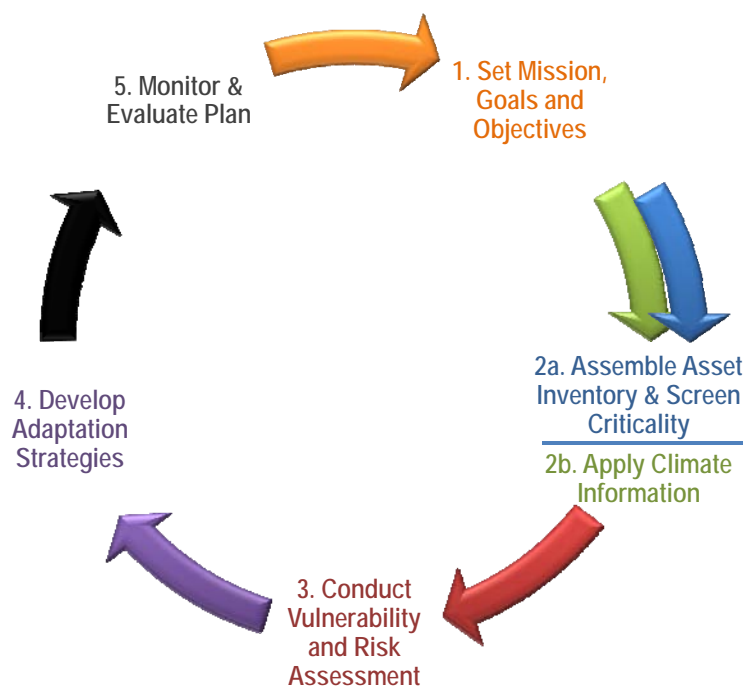 1. Set Mission,
Goals and
Objectives
2a. Assemble Asset
Inventory & Screen
Criticality
2b. Apply Climate
Information
3. Conduct
Vulnerability
and Risk
Assessment
4. Develop
Adaptation
Strategies
5. Monitor &
Evaluate Plan